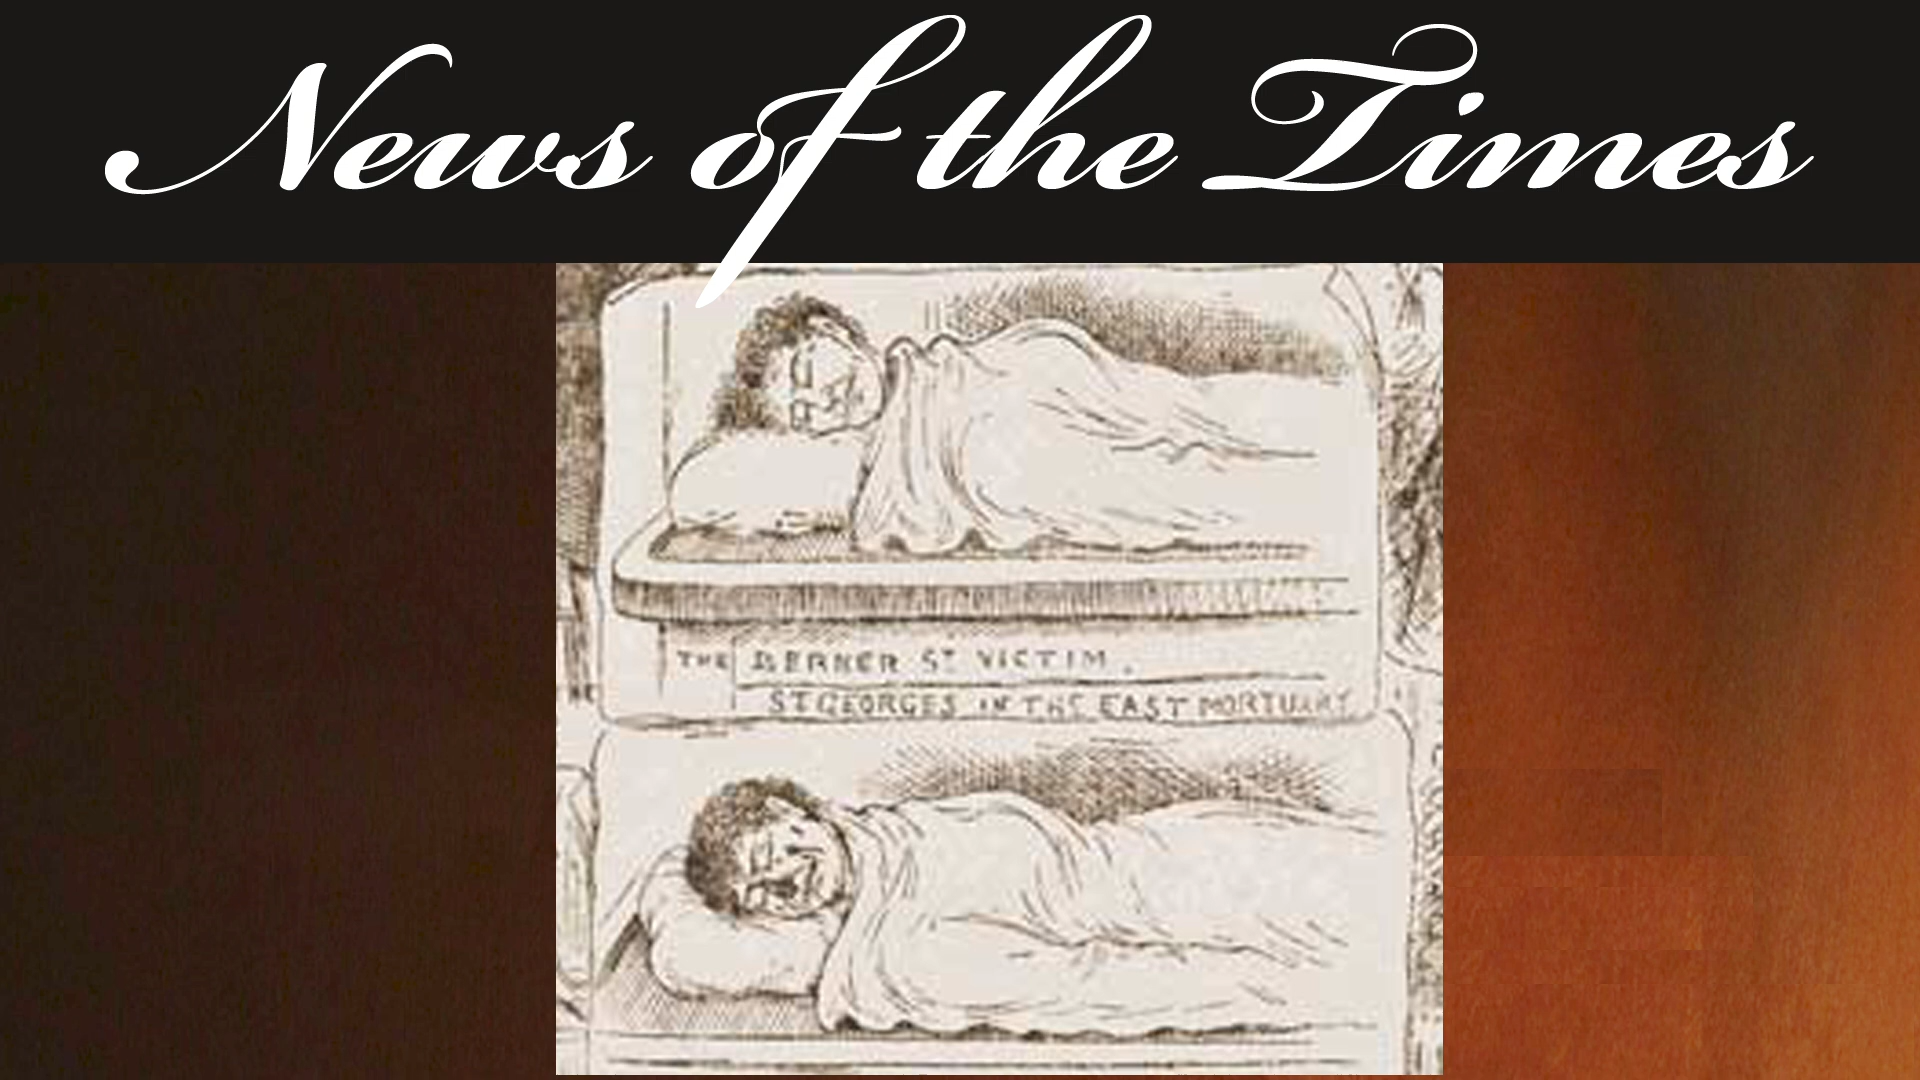 News of the Times
THE BERNER ST VICTIM.
ST GEORGES IN THE EAST MORTUARY